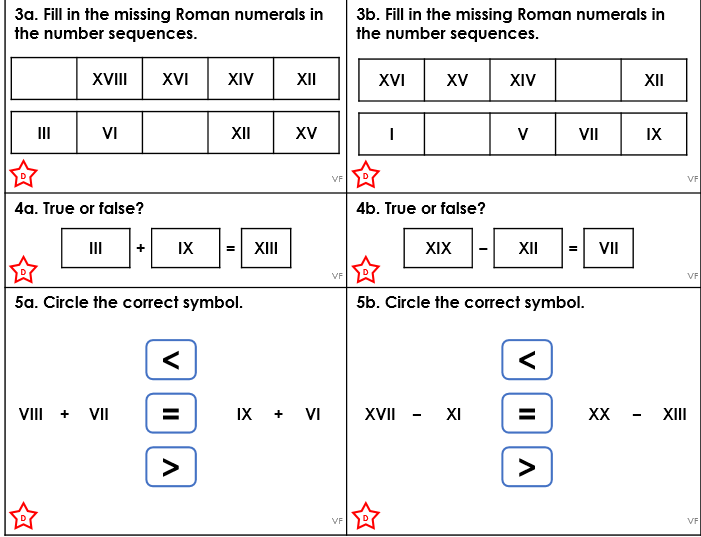 3a. Fill in the missing Roman numerals in
the number sequences.
XVIII XVI XIV XII
III VI XII XV
D
VF
3b. Fill in the missing Roman numerals in
the number sequences.
XVI XV XIV XII
I V VII IX
D
VF
4a. True or false?
III + IX = XIII
D
VF
4b. True or false?
XIX – XII = VII
D
VF
5a. Circle the correct symbol.
<
VIII + VII = IX + VI
>
D
VF
5b. Circle the correct symbol.
<
XVII – XI = XX – XIII
>
D
VF